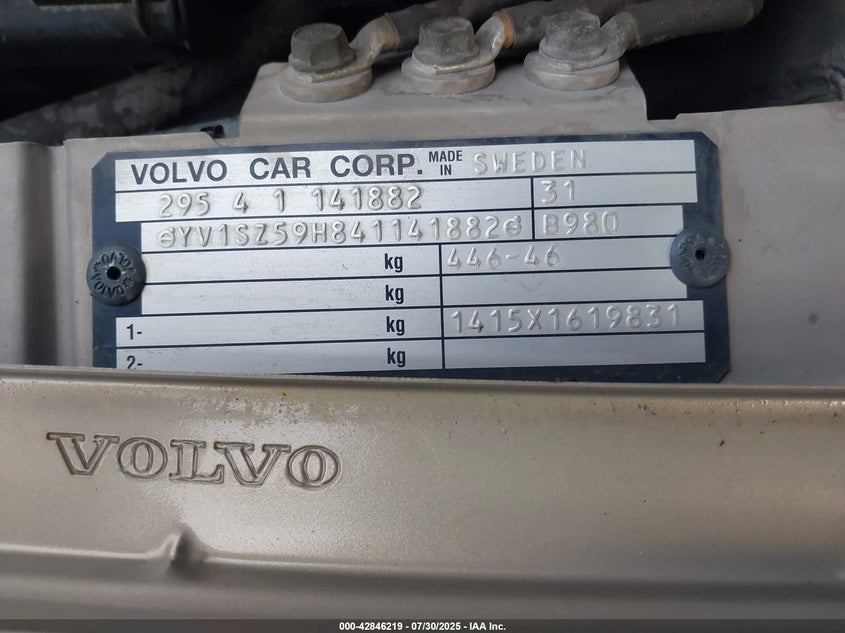 VOLVO CAR CORP. MADE IN SWEDEN
295 4 1 141882 31
YV1SZ59H841141882 B980
kg 446-46
kg
1- kg 1415X1619831
2- kg
VOLVO
000-42846219 - 07/30/2025 - IAA Inc.